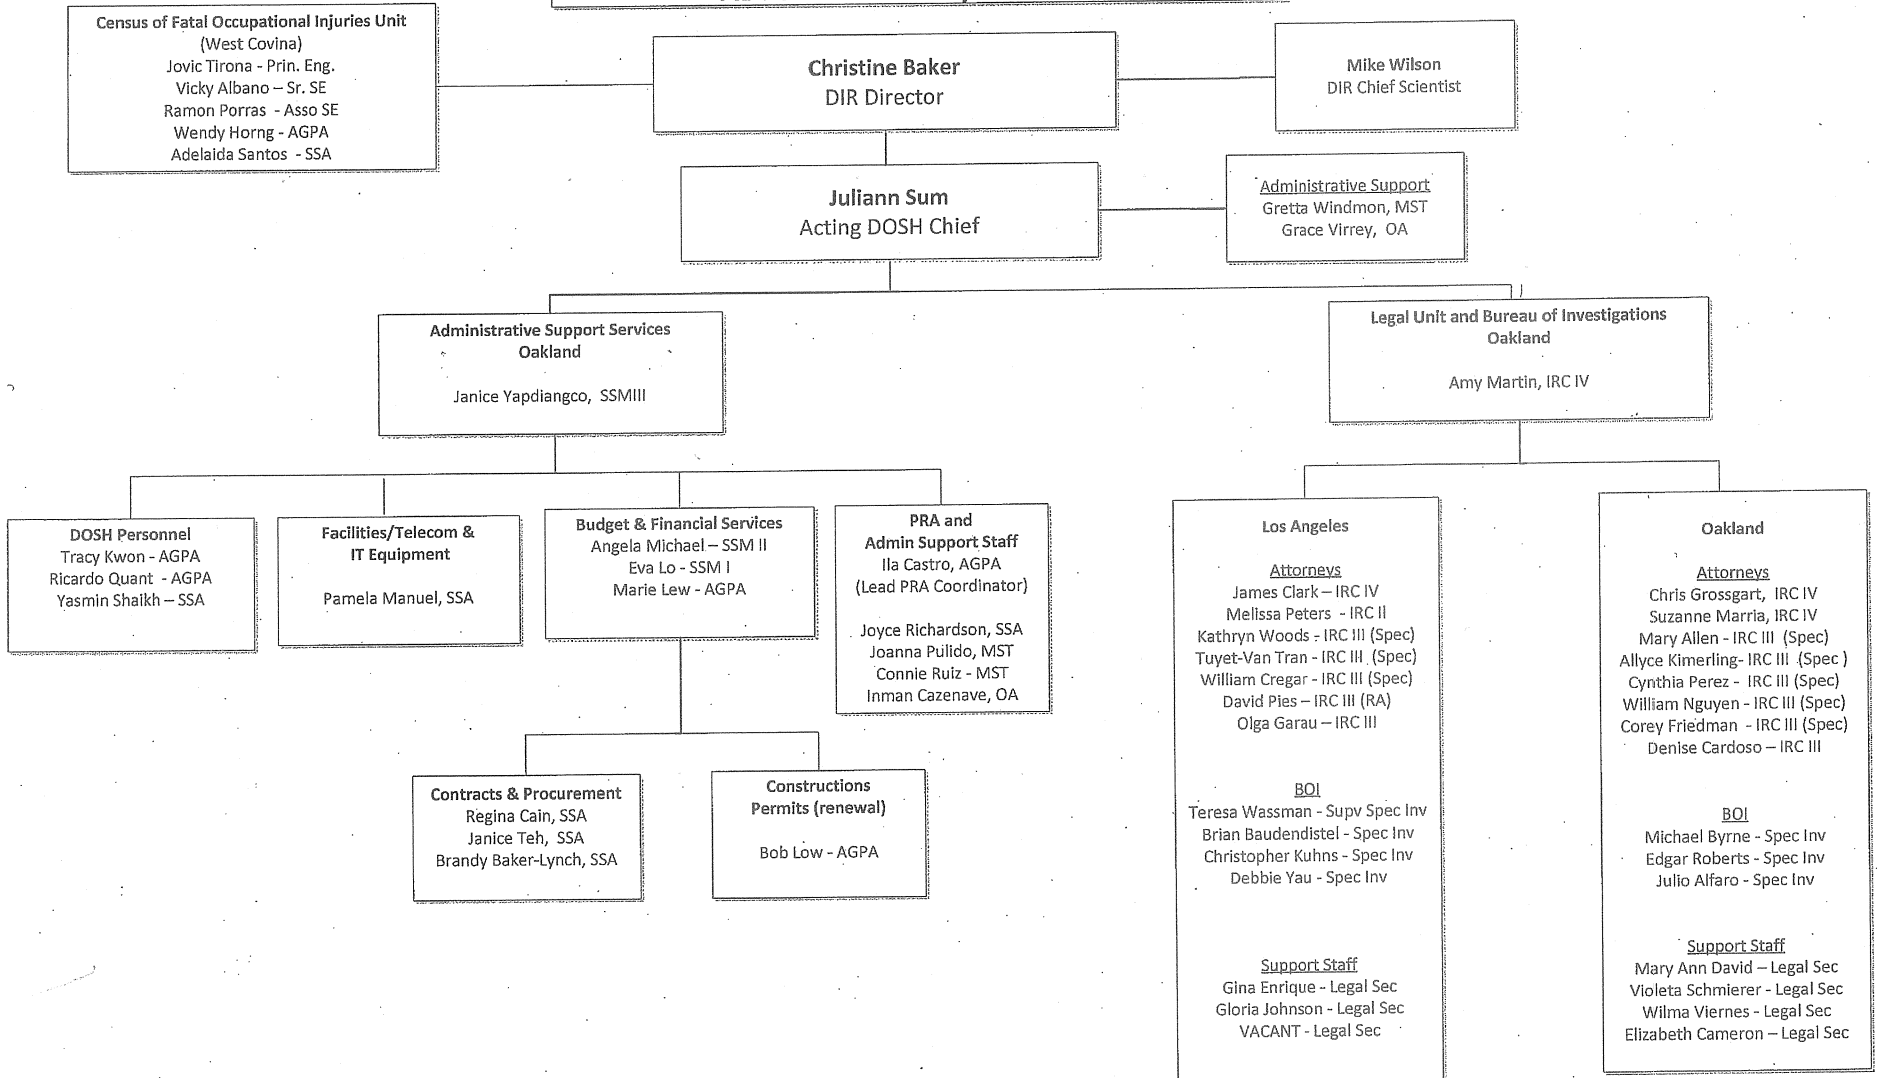 Census of Fatal Occupational Injuries Unit
(West Covina)
Jovic Tirona - Prin. Eng.
Vicky Albano – Sr. SE
Ramon Porras - Asso SE
Wendy Horng - AGPA
Adelaida Santos - SSA
Christine Baker
DIR Director
Mike Wilson
DIR Chief Scientist
Juliann Sum
Acting DOSH Chief
Administrative Support
Gretta Windmon, MST
Grace Virrey, OA
Administrative Support Services
Oakland
Janice Yapdiangco, SSMIII
Legal Unit and Bureau of Investigations
Oakland
Amy Martin, IRC IV
DOSH Personnel
Tracy Kwon - AGPA
Ricardo Quant - AGPA
Yasmin Shaikh – SSA
Facilities/Telecom &
IT Equipment
Pamela Manuel, SSA
Budget & Financial Services
Angela Michael – SSM II
Eva Lo - SSM I
Marie Lew - AGPA
PRA and
Admin Support Staff
Ila Castro, AGPA
(Lead PRA Coordinator)
Joyce Richardson, SSA
Joanna Pulido, MST
Connie Ruiz - MST
Inman Cazenave, OA
Contracts & Procurement
Regina Cain, SSA
Janice Teh, SSA
Brandy Baker-Lynch, SSA
Constructions
Permits (renewal)
Bob Low - AGPA
Los Angeles
Attorneys
James Clark – IRC IV
Melissa Peters - IRC II
Kathryn Woods - IRC III (Spec)
Tuyet-Van Tran - IRC III (Spec)
William Cregar - IRC III (Spec)
David Pies – IRC III (RA)
Olga Garau – IRC III
BOI
Teresa Wassman - Supv Spec Inv
Brian Baudendistel - Spec Inv
Christopher Kuhns - Spec Inv
Debbie Yau - Spec Inv
Support Staff
Gina Enrique - Legal Sec
Gloria Johnson - Legal Sec
VACANT - Legal Sec
Oakland
Attorneys
Chris Grossgart, IRC IV
Suzanne Marria, IRC IV
Mary Allen - IRC III (Spec)
Allyce Kimerling- IRC III (Spec )
Cynthia Perez - IRC III (Spec)
William Nguyen - IRC III (Spec)
Corey Friedman - IRC III (Spec)
Denise Cardoso – IRC III
BOI
Michael Byrne - Spec Inv
Edgar Roberts - Spec Inv
Julio Alfaro - Spec Inv
Support Staff
Mary Ann David – Legal Sec
Violeta Schmierer - Legal Sec
Wilma Viernes - Legal Sec
Elizabeth Cameron – Legal Sec